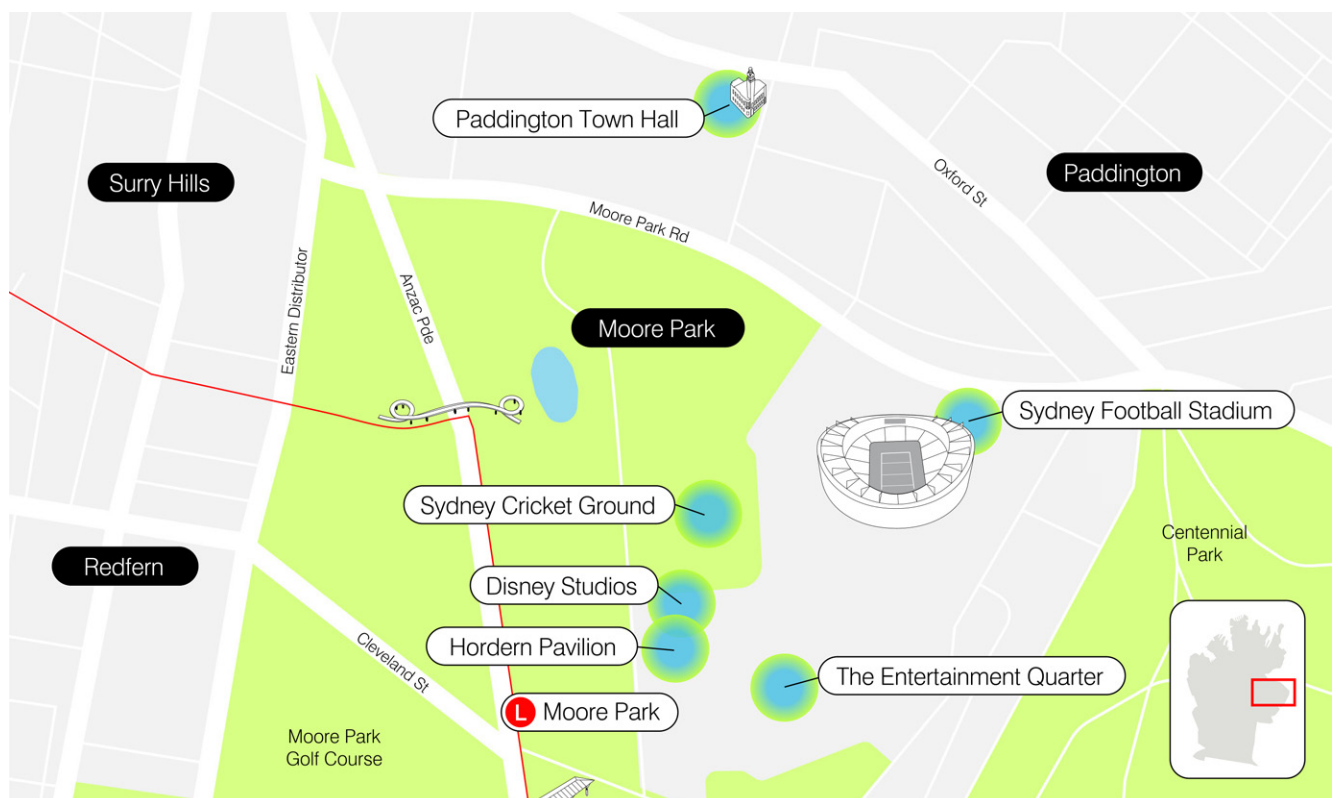 Paddington Town Hall
Surry Hills
Paddington
Oxford St
Moore Park Rd
Eastern Distributor
Anzac Pde
Moore Park
Sydney Football Stadium
Sydney Cricket Ground
Centennial
Park
Redfern
Disney Studios
Hordern Pavilion
Cleveland St
The Entertainment Quarter
L Moore Park
Moore Park
Golf Course